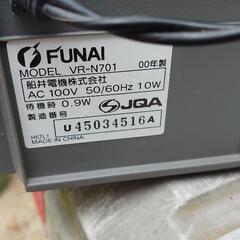 FUNAI
MODEL VR-N701 00年製
船井電機株式会社
AC 100V 50/60Hz 10W
待機時 0.9W JQA
製造番号
U45034516A
H57L1
MADE IN CHINA